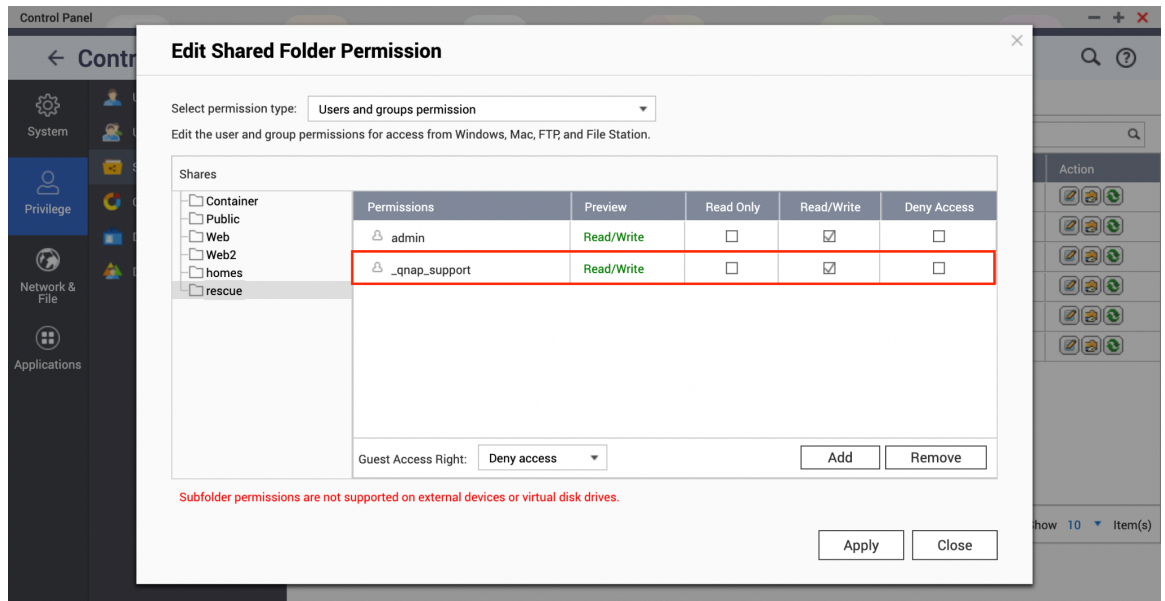 Control Panel
Contr
Edit Shared Folder Permission
Select permission type: Users and groups permission
Edit the user and group permissions for access from Windows, Mac, FTP, and File Station.
System
Privilege
Network &
File
Applications
Shares
Container
Public
Web
Web2
homes
rescue
Permissions Preview Read Only Read/Write Deny Access
admin Read/Write
_qnap_support Read/Write
Guest Access Right: Deny access
Add Remove
Subfolder permissions are not supported on external devices or virtual disk drives.
Apply Close
Action
10 Item(s)